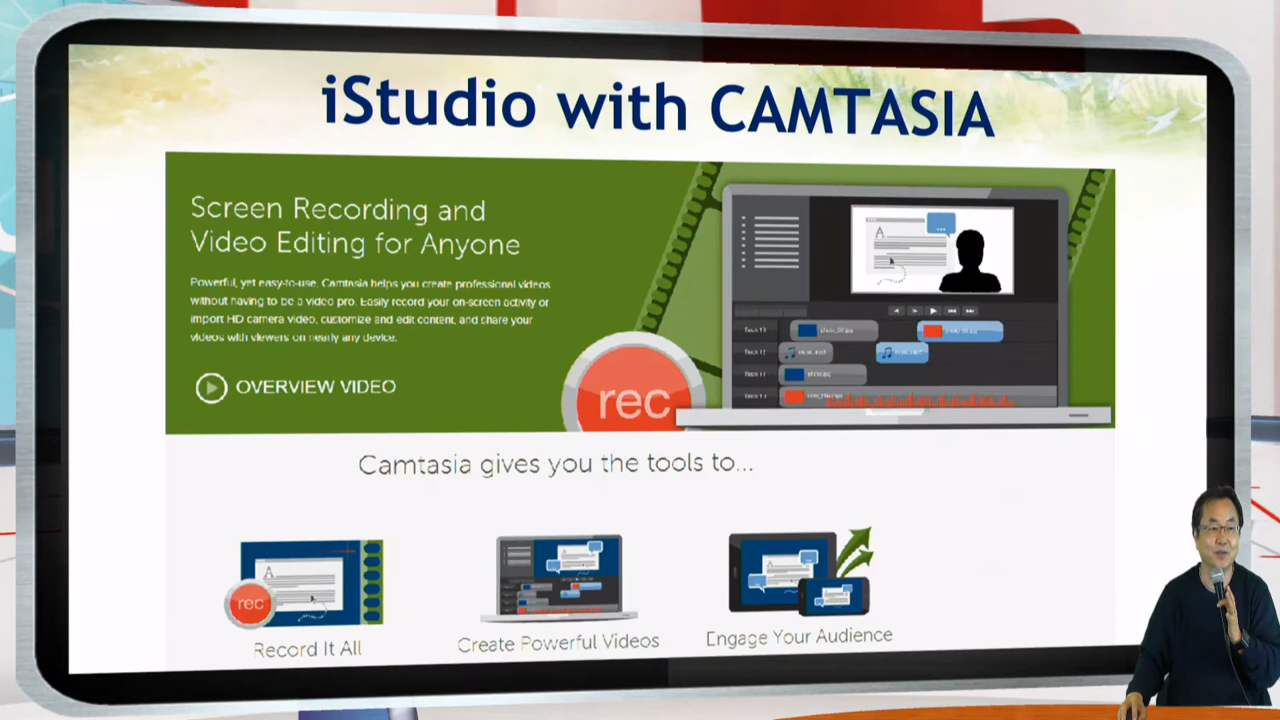 iStudio with CAMTASIA
Screen Recording and
Video Editing for Anyone
Powerful, yet easy-to-use, Camtasia helps you create professional videos
without having to be a video pro. Easily record your on-screen activity or
import HD camera video, customize and edit content, and share your
videos with viewers on nearly any device.
OVERVIEW VIDEO
rec
A
Camtasia gives you the tools to...
rec
A
Record It All
Create Powerful Videos
Engage Your Audience